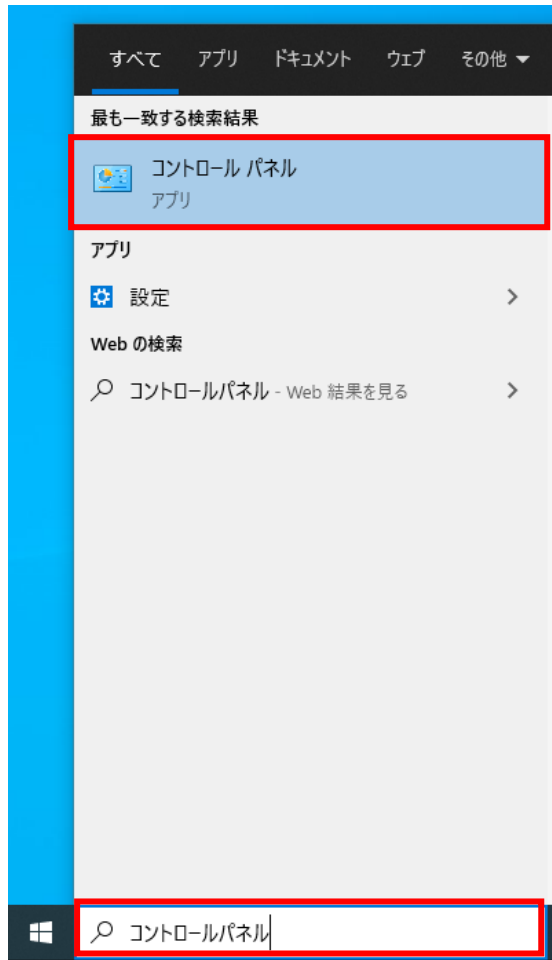 すべて アプリ ドキュメント ウェブ その他
最も一致する検索結果
コントロール パネル
アプリ
アプリ
設定
Web の検索
コントロールパネル - Web 結果を見る
コントロールパネル